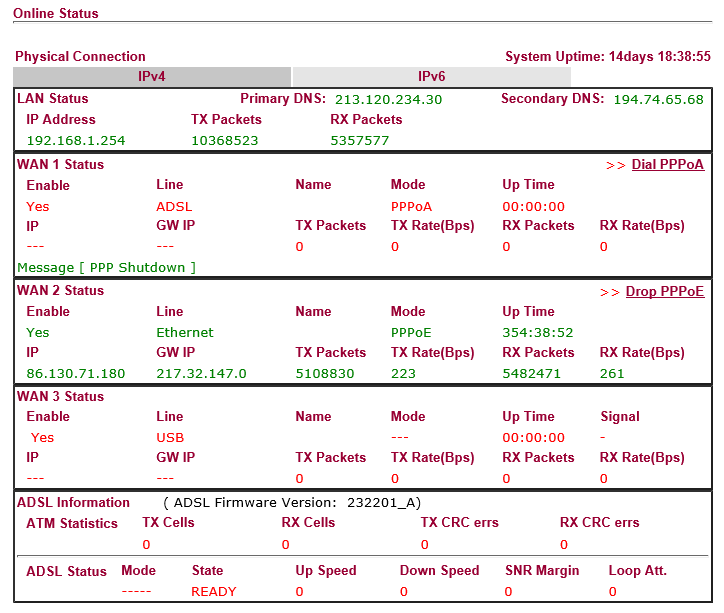 Online Status
Physical Connection System Uptime: 14days 18:38:55
IPv4 IPv6
LAN Status Primary DNS: 213.120.234.30 Secondary DNS: 194.74.65.68
IP Address TX Packets RX Packets
192.168.1.254 10368523 5357577
WAN 1 Status >> Dial PPPoA
Enable Line Name Mode Up Time
Yes ADSL PPPoA 00:00:00
IP GW IP TX Packets TX Rate(Bps) RX Packets RX Rate(Bps)
--- --- 0 0 0 0
Message [ PPP Shutdown ]
WAN 2 Status >> Drop PPPoE
Enable Line Name Mode Up Time
Yes Ethernet PPPoE 354:38:52
IP GW IP TX Packets TX Rate(Bps) RX Packets RX Rate(Bps)
86.130.71.180 217.32.147.0 5108830 223 5482471 261
WAN 3 Status
Enable Line Name Mode Up Time Signal
Yes USB --- 00:00:00 -
IP GW IP TX Packets TX Rate(Bps) RX Packets RX Rate(Bps)
--- --- 0 0 0 0
ADSL Information ( ADSL Firmware Version: 232201_A)
ATM Statistics TX Cells RX Cells TX CRC errs RX CRC errs
0 0 0 0
ADSL Status Mode State Up Speed Down Speed SNR Margin Loop Att.
----- READY 0 0 0 0